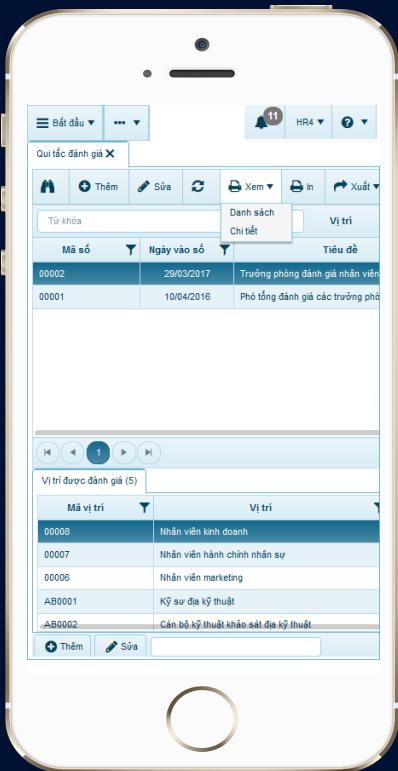 Bắt đầu
11
HR4
Qui tắc đánh giá
Thêm Sửa Xem In Xuất
Danh sách
Chi tiết
Từ khóa Vị trí
Mã số Ngày vào sổ Tiêu đề
00002 29/03/2017 Trưởng phòng đánh giá nhân viên
00001 10/04/2016 Phó tổng đánh giá các trưởng phò
1
Vị trí được đánh giá (5)
Mã vị trí Vị trí
00008 Nhân viên kinh doanh
00007 Nhân viên hành chính nhân sự
00006 Nhân viên marketing
AB0001 Kỹ sư địa kỹ thuật
AB0002 Cán bộ kỹ thuật khảo sát địa kỹ thuật
Thêm Sửa